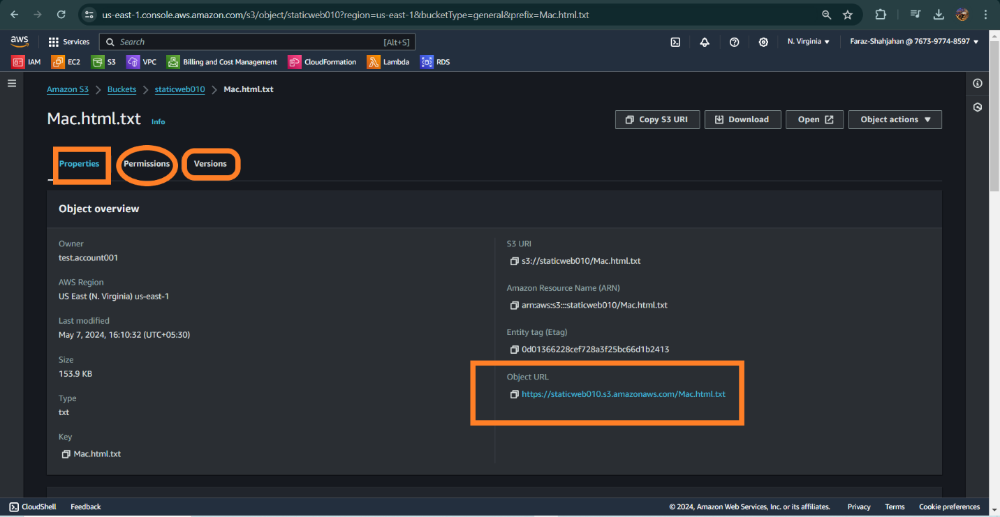 us-east-1.console.aws.amazon.com/s3/object/staticweb010?region=us-east-1&bucketType=general&prefix=Mac.html.txt
aws Services Search [Alt+S] N. Virginia Faraz-Shahjahan @ 7673-9774-8597
IAM EC2 S3 VPC Billing and Cost Management CloudFormation Lambda RDS
Amazon S3 Buckets staticweb010 Mac.html.txt
Mac.html.txt Info
Copy S3 URI Download Open Object actions
Properties Permissions Versions
Object overview
Owner
test.account001
AWS Region
US East (N. Virginia) us-east-1
Last modified
May 7, 2024, 16:10:32 (UTC+05:30)
Size
153.9 KB
Type
txt
Key
Mac.html.txt
S3 URI
s3://staticweb010/Mac.html.txt
Amazon Resource Name (ARN)
arn:aws:s3:::staticweb010/Mac.html.txt
Entity tag (Etag)
0d01366228cef728a3f25bc66d1b2413
Object URL
https://staticweb010.s3.amazonaws.com/Mac.html.txt
CloudShell Feedback © 2024, Amazon Web Services, Inc. or its affiliates. Privacy Terms Cookie preferences